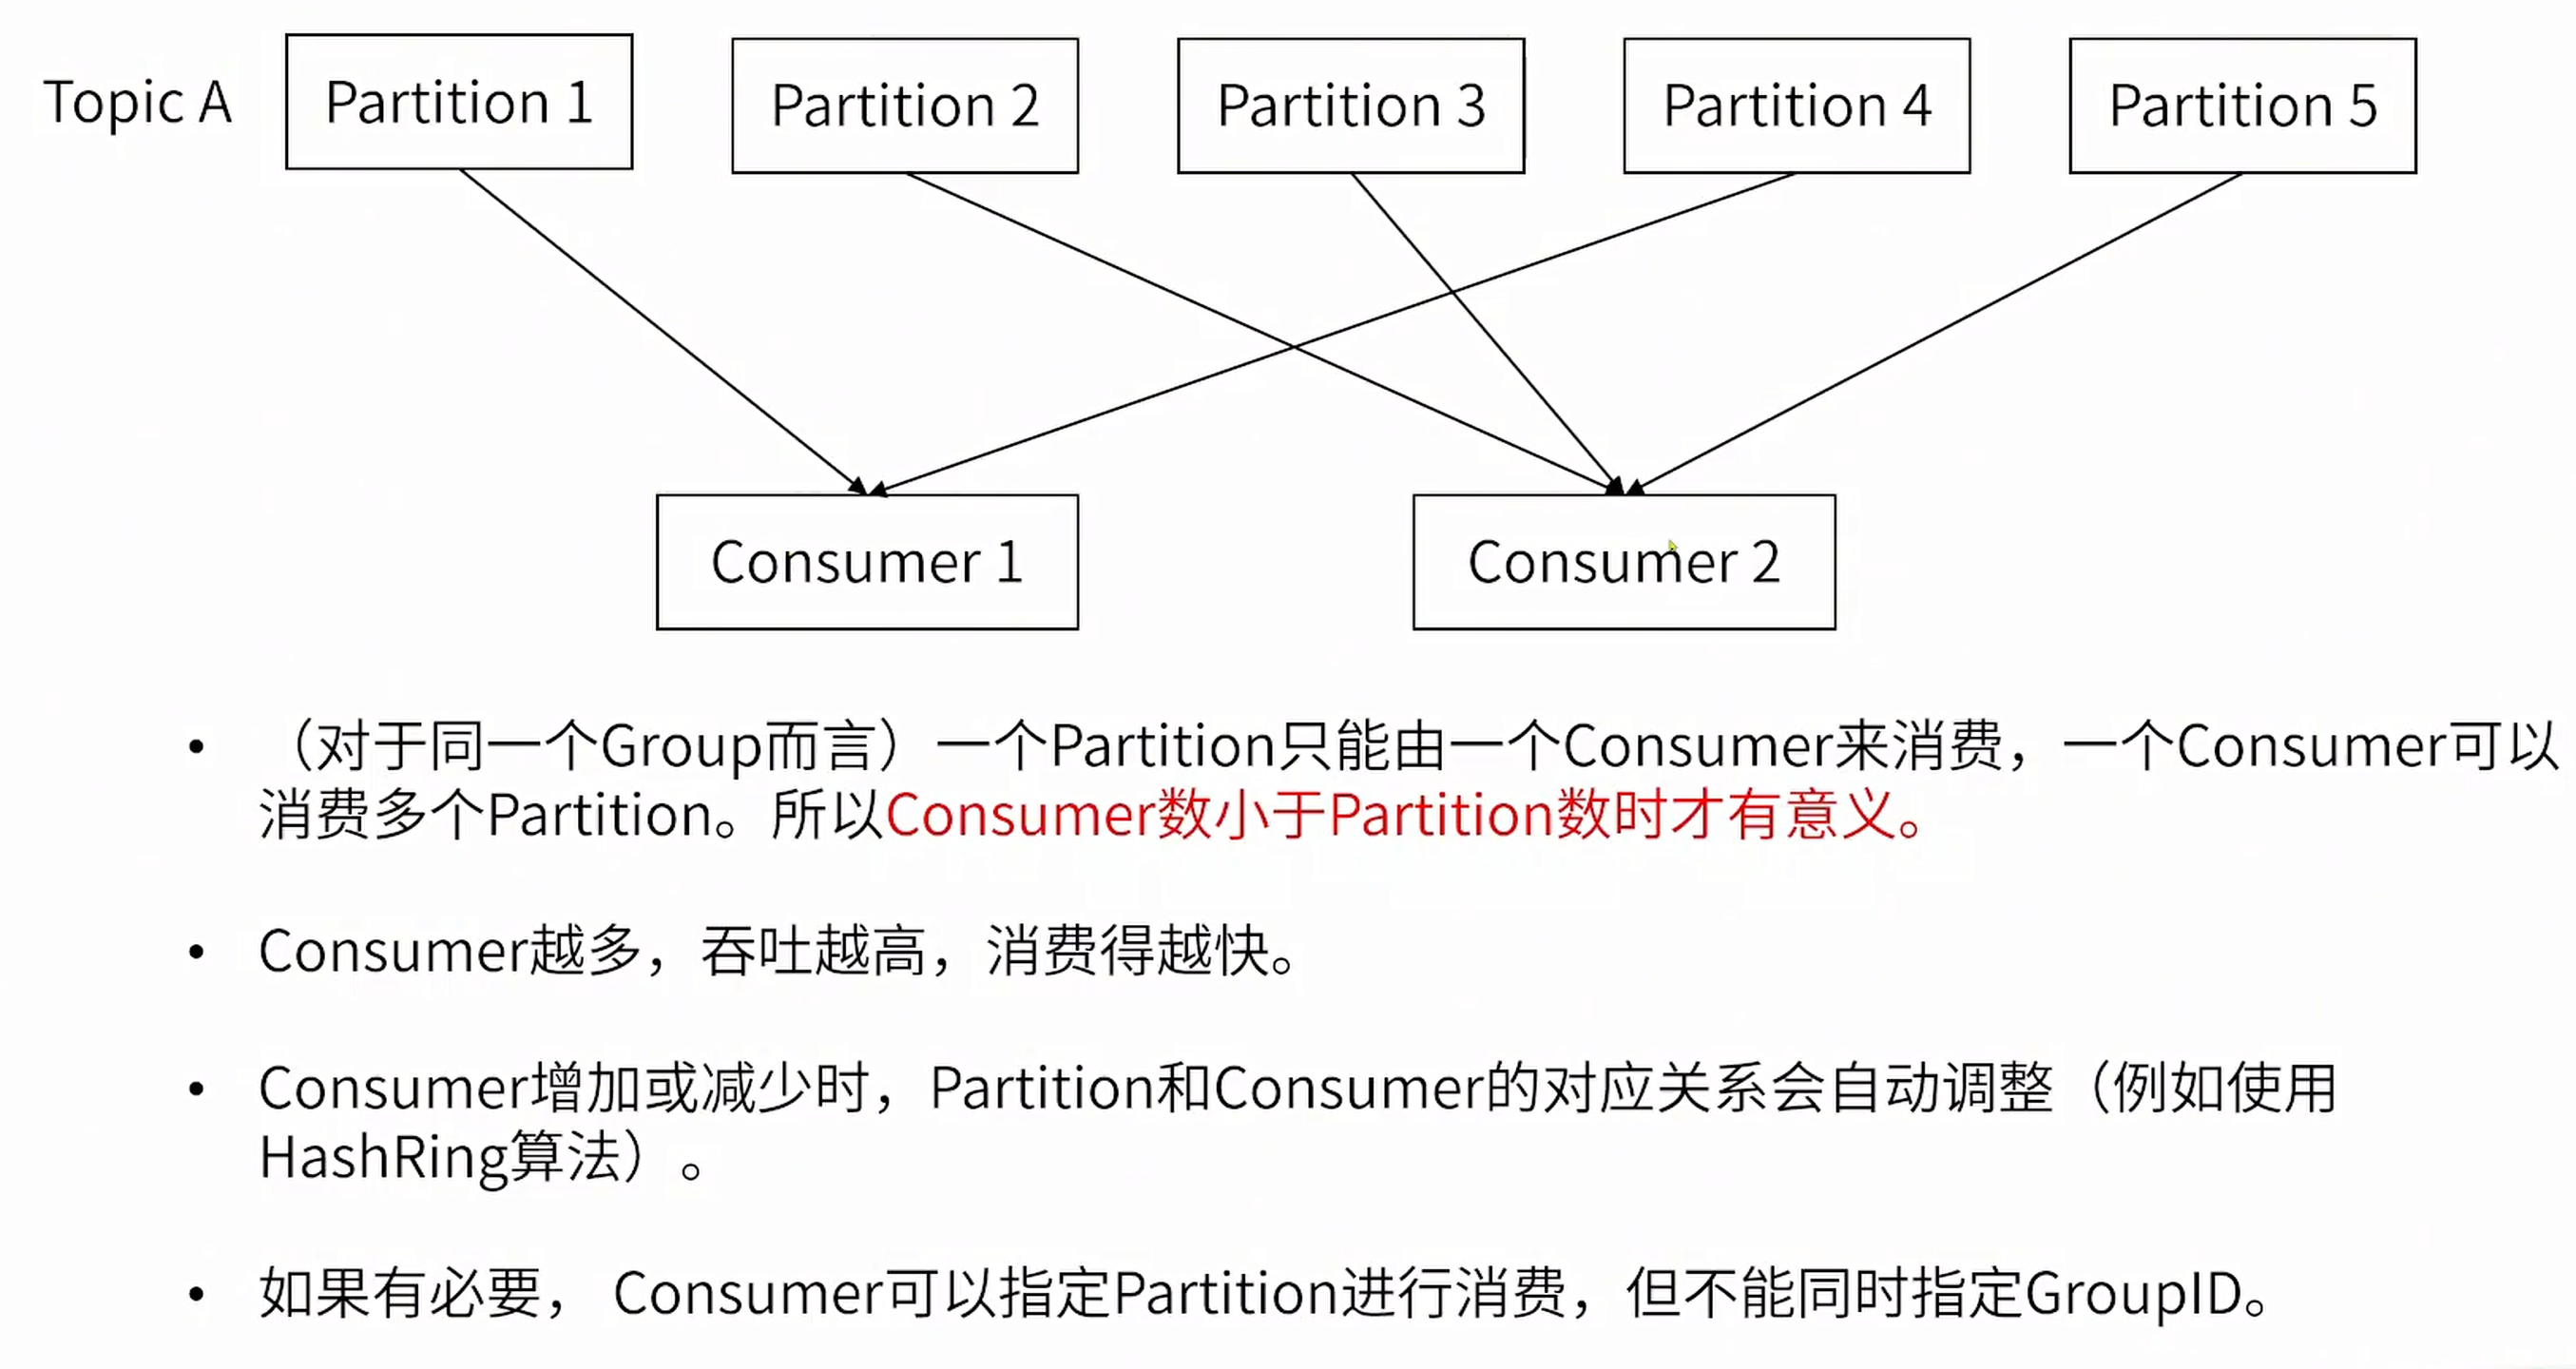 Topic A
Partition 1
Partition 2
Partition 3
Partition 4
Partition 5
Consumer 1
Consumer 2
• （对于同一个Group而言）一个Partition只能由一个Consumer来消费，一个Consumer可以
消费多个Partition。所以Consumer数小于Partition数时才有意义。
• Consumer越多，吞吐越高，消费得越快。
• Consumer增加或减少时，Partition和Consumer的对应关系会自动调整（例如使用
HashRing算法）。
• 如果有必要， Consumer可以指定Partition进行消费，但不能同时指定GroupID。